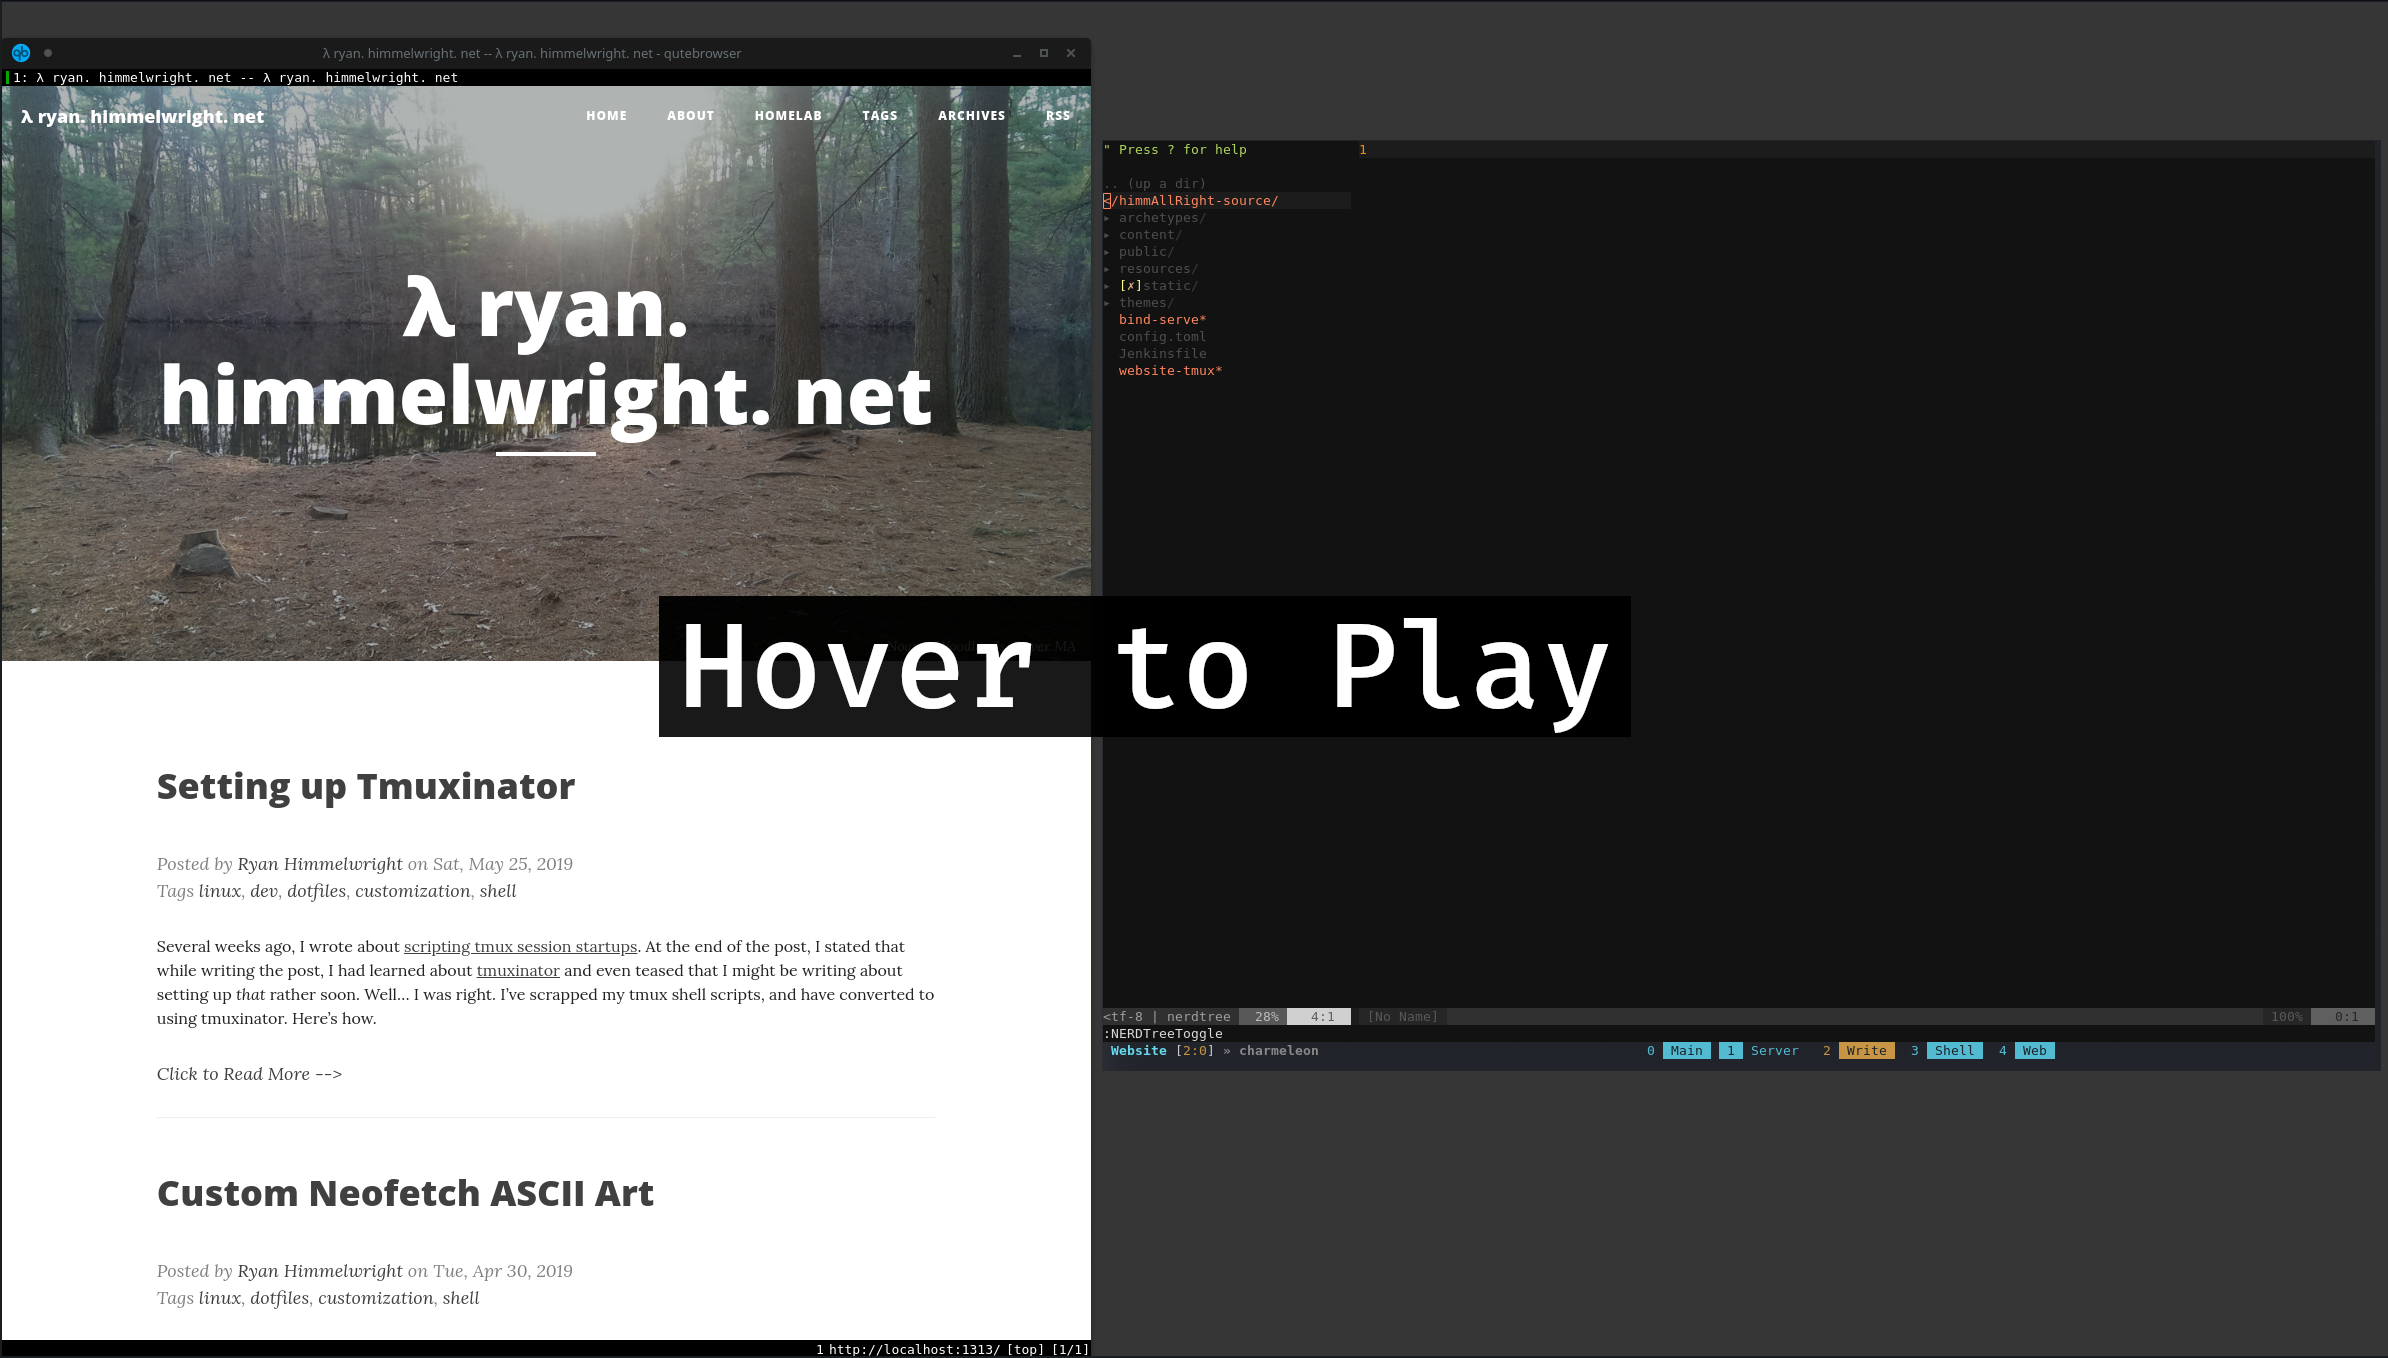 λ ryan. himmelwright. net -- λ ryan. himmelwright. net - qutebrowser
1: λ ryan. himmelwright. net -- λ ryan. himmelwright. net
λ ryan. himmelwright. net
HOME ABOUT HOMELAB TAGS ARCHIVES RSS
λ ryan.
himmelwright. net
MA
Setting up Tmuxinator
Posted by Ryan Himmelwright on Sat, May 25, 2019
Tags linux, dev, dotfiles, customization, shell
Several weeks ago, I wrote about scripting tmux session startups. At the end of the post, I stated that
while writing the post, I had learned about tmuxinator and even teased that I might be writing about
setting up that rather soon. Well… I was right. I’ve scrapped my tmux shell scripts, and have converted to
using tmuxinator. Here’s how.
Click to Read More -->
Custom Neofetch ASCII Art
Posted by Ryan Himmelwright on Tue, Apr 30, 2019
Tags linux, dotfiles, customization, shell
1 http://localhost:1313/ [top] [1/1]
Hover to Play
" Press ? for help
1
.. (up a dir)
</himmAllRight-source/
▸ archetypes/
▸ content/
▸ public/
▸ resources/
▸ [✗]static/
▸ themes/
bind-serve*
config.toml
Jenkinsfile
website-tmux*
<tf-8 | nerdtree 28% 4:1 [No Name] 100% 0:1
:NERDTreeToggle
Website [2:0] » charmeleon 0 Main 1 Server 2 Write 3 Shell 4 Web